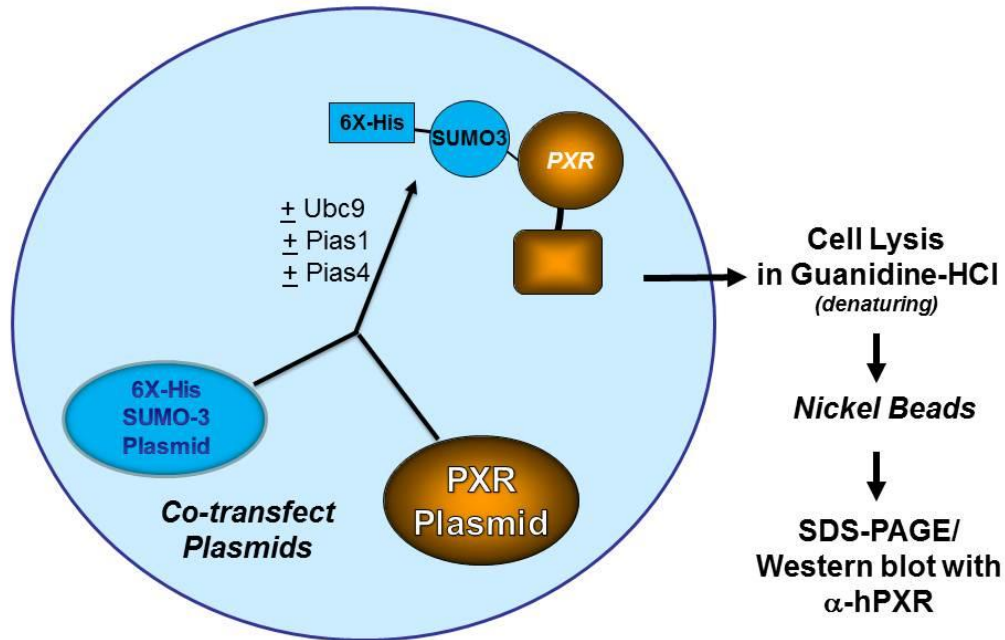 6X-His
SUMO3
PXR
± Ubc9
± Pias1
± Pias4
Cell Lysis
in Guanidine-HCl
(denaturing)
6X-His
SUMO-3
Plasmid
Nickel Beads
PXR
Plasmid
Co-transfect
Plasmids
SDS-PAGE/
Western blot with
α-hPXR